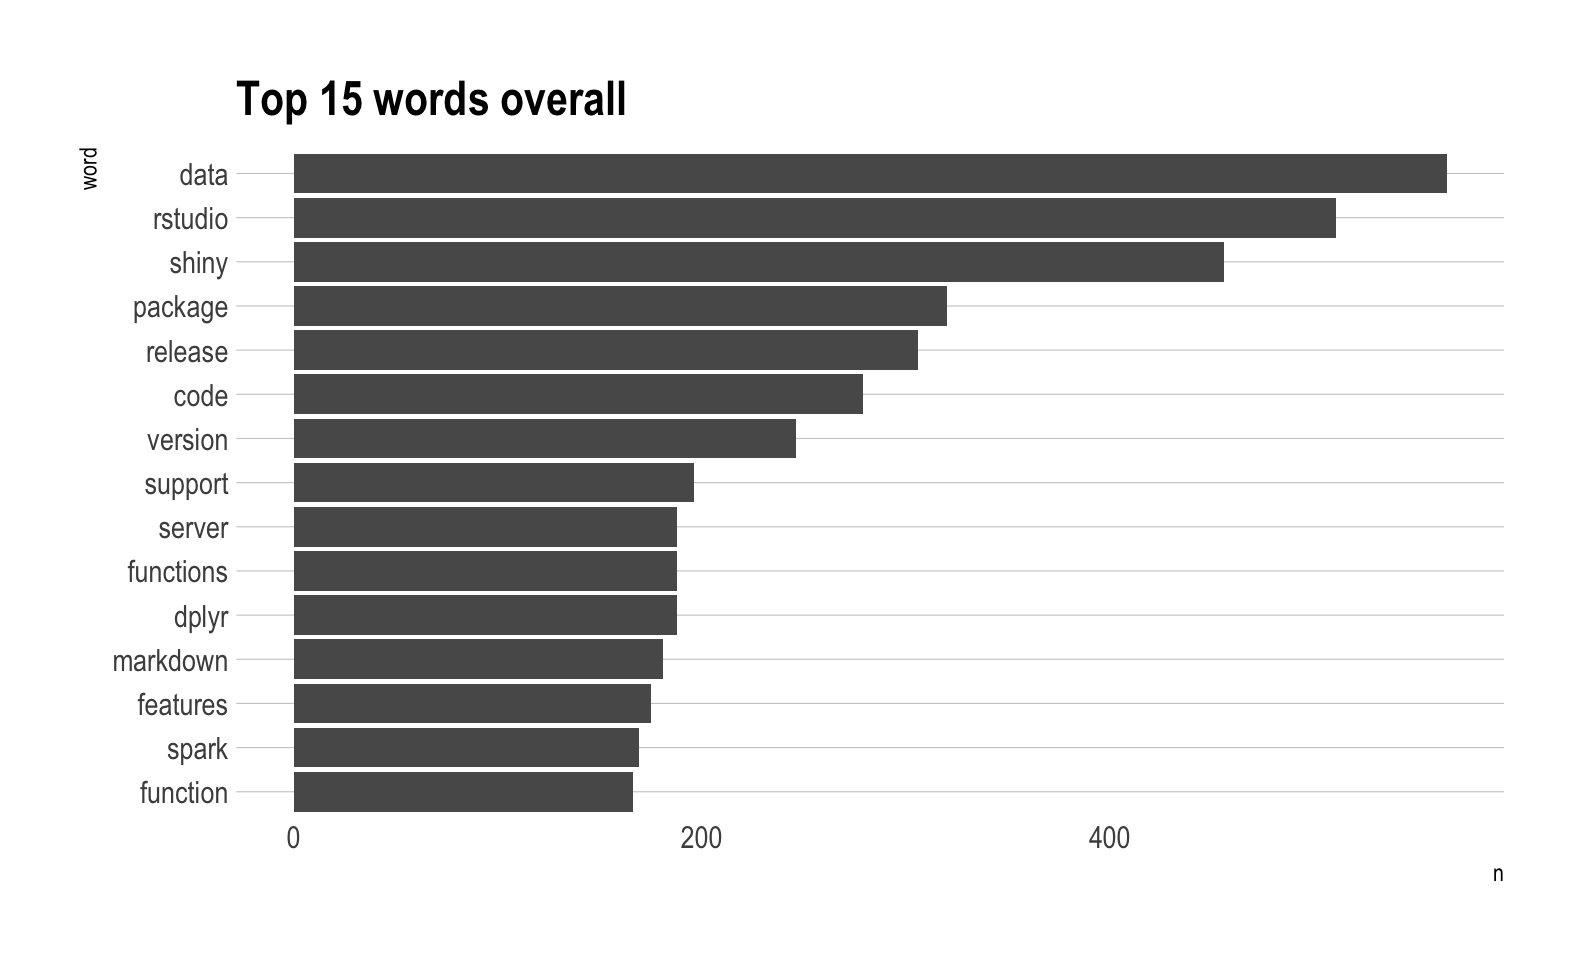 Top 15 words overall
word
data
rstudio
shiny
package
release
code
version
support
server
functions
dplyr
markdown
features
spark
function
0 200 400
n